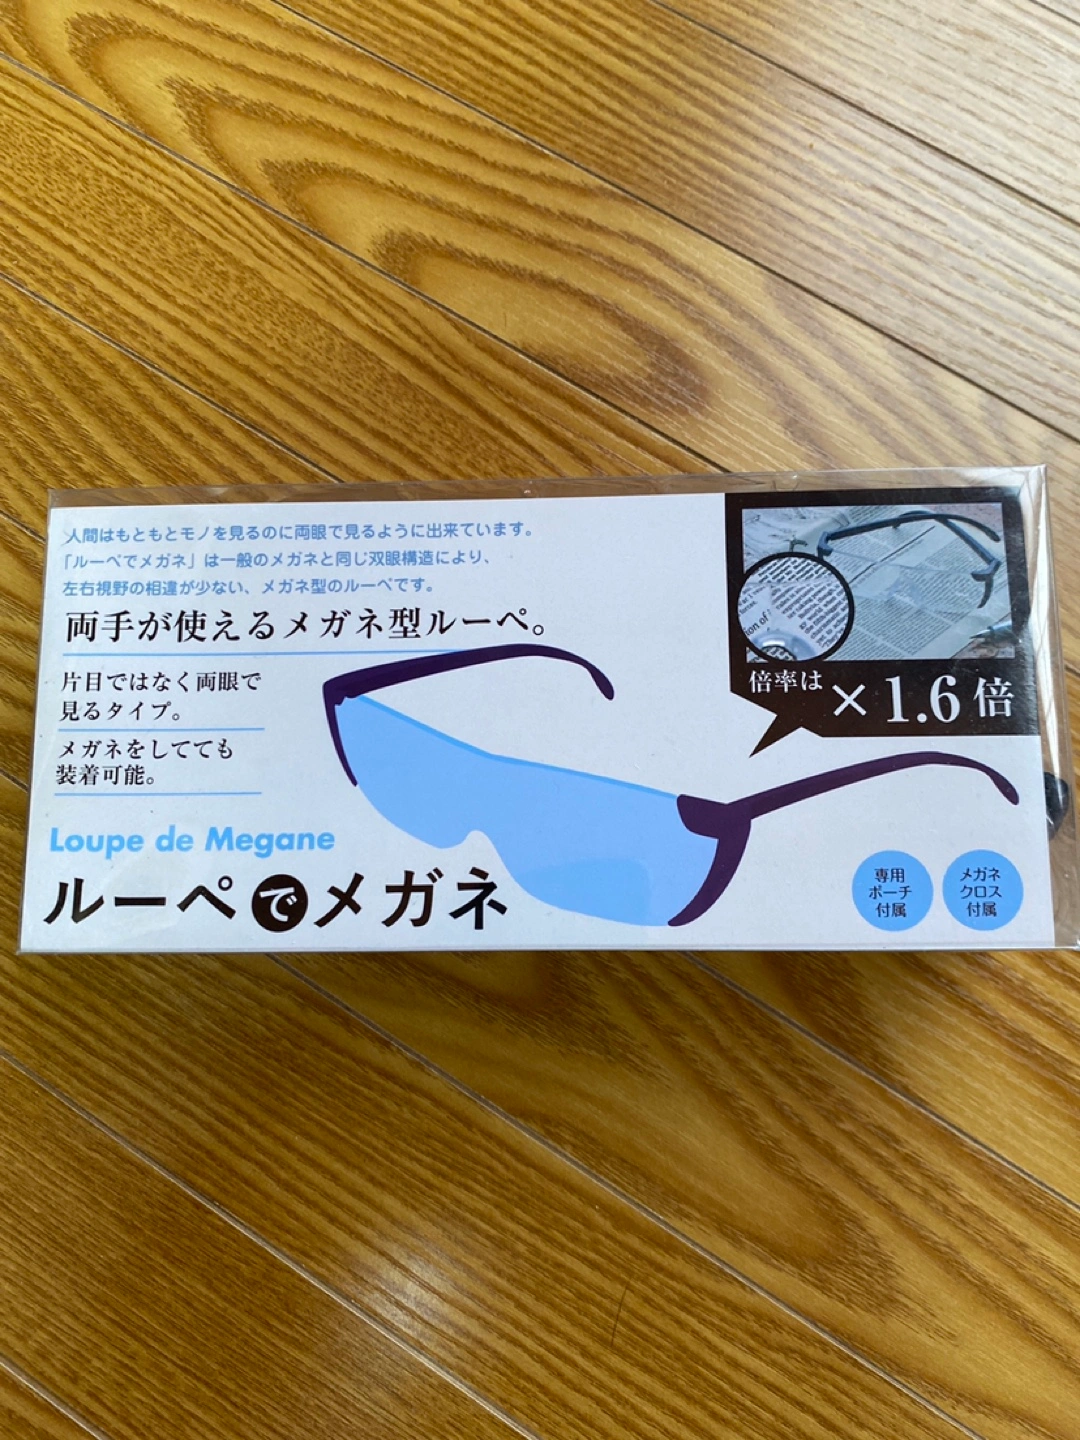 人間はもともとモノを見るのに両眼で見るように出来ています。
「ルーペでメガネ」は一般のメガネと同じ双眼構造により、
左右視野の相違が少ない、メガネ型のルーペです。
両手が使えるメガネ型ルーペ。
片目ではなく両眼で
見るタイプ。
メガネをしてても
装着可能。
Loupe de Megane
ルーペでメガネ
ion of
倍率は×1.6倍
専用
ポーチ
付属
メガネ
クロス
付属